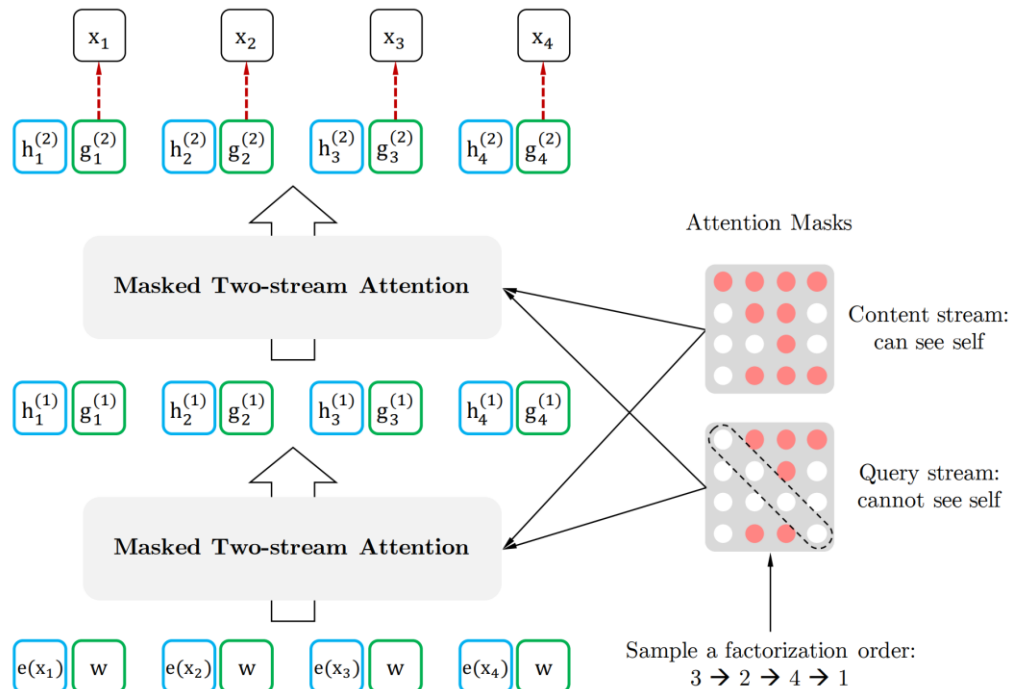 x₁ x₂ x₃ x₄
h₁⁽²⁾ g₁⁽²⁾ h₂⁽²⁾ g₂⁽²⁾ h₃⁽²⁾ g₃⁽²⁾ h₄⁽²⁾ g₄⁽²⁾
Attention Masks
Masked Two-stream Attention
Content stream:
can see self
h₁⁽¹⁾ g₁⁽¹⁾ h₂⁽¹⁾ g₂⁽¹⁾ h₃⁽¹⁾ g₃⁽¹⁾ h₄⁽¹⁾ g₄⁽¹⁾
Query stream:
cannot see self
Masked Two-stream Attention
e(x₁) w e(x₂) w e(x₃) w e(x₄) w
Sample a factorization order:
3 → 2 → 4 → 1